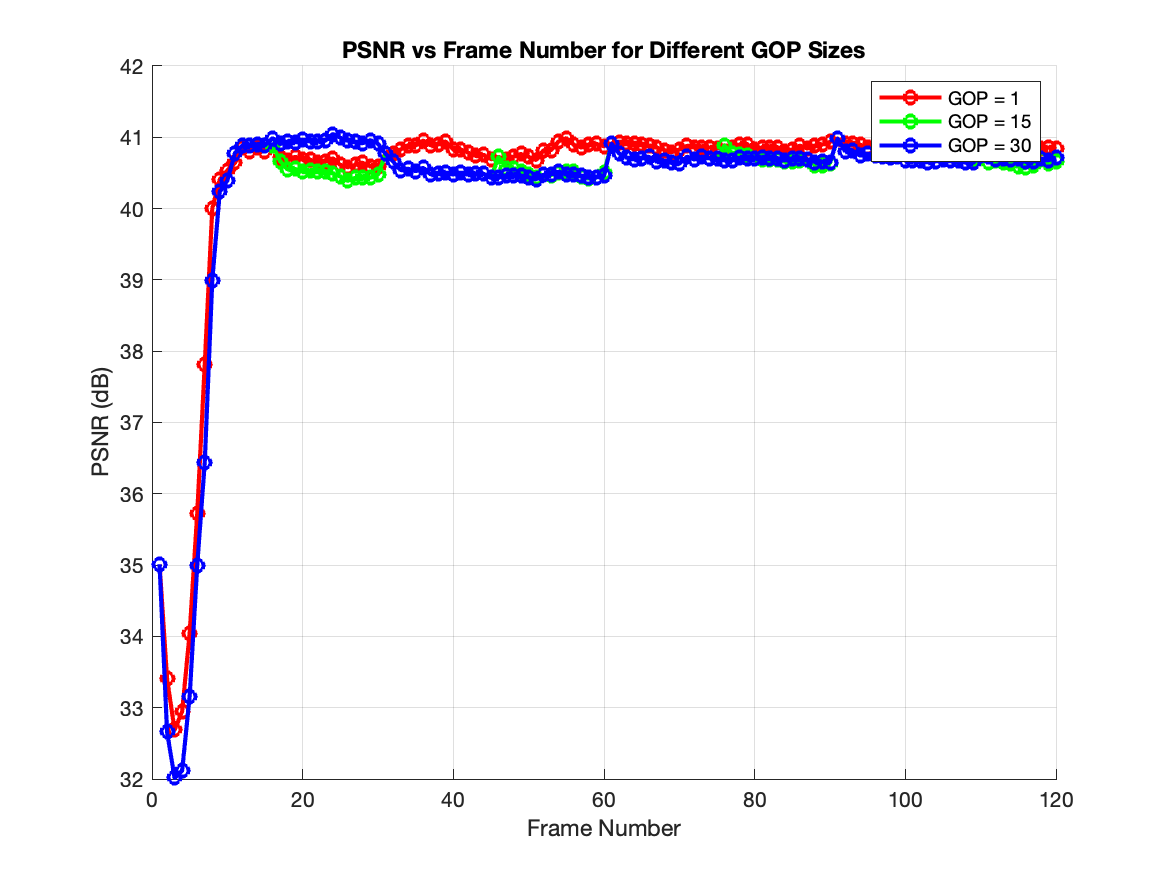 PSNR vs Frame Number for Different GOP Sizes
42
41
40
39
38
37
36
35
34
33
32
PSNR (dB)
GOP = 1
GOP = 15
GOP = 30
0 20 40 60 80 100 120
Frame Number